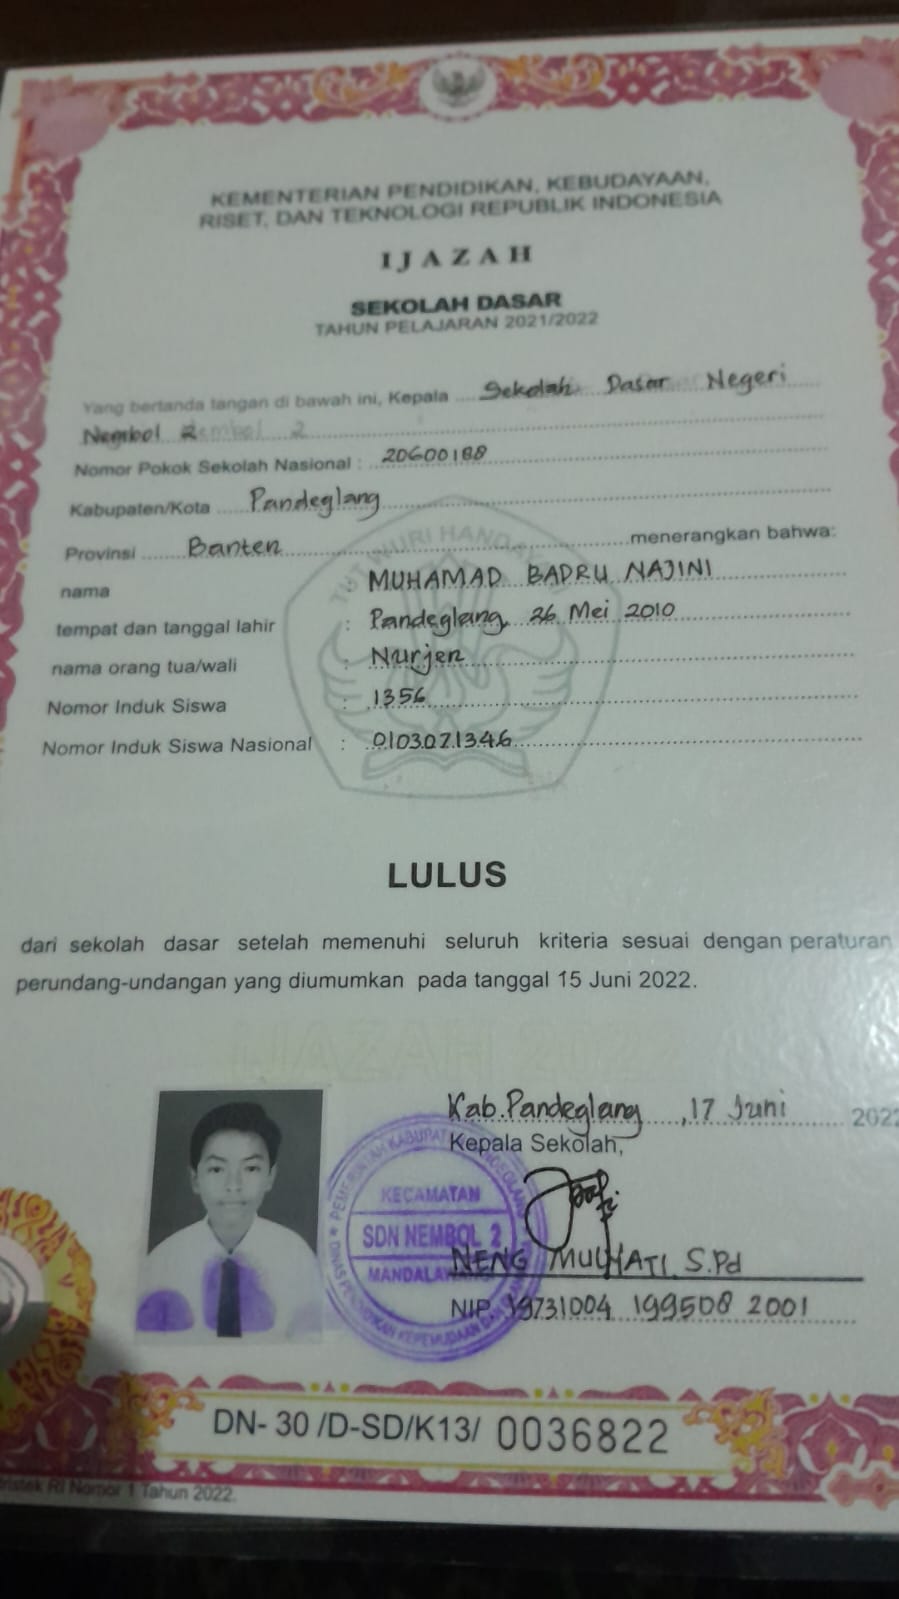 KEMENTERIAN PENDIDIKAN, KEBUDAYAAN,
RISET, DAN TEKNOLOGI REPUBLIK INDONESIA
IJAZAH
SEKOLAH DASAR
TAHUN PELAJARAN 2021/2022
Yang bertanda tangan di bawah ini, Kepala Sekolah Dasar Negeri
Nembol 2
Nomor Pokok Sekolah Nasional : 20600188
Kabupaten/Kota Pandeglang
Provinsi Banten menerangkan bahwa:
nama : MUHAMAD BADRU NAJINI
tempat dan tanggal lahir : Pandeglang, 26 Mei 2010
nama orang tua/wali : Nurjen
Nomor Induk Siswa : 1356
Nomor Induk Siswa Nasional : 0103071346
TUT WURI HANDAY
LULUS
dari sekolah dasar setelah memenuhi seluruh kriteria sesuai dengan peraturan
perundang-undangan yang diumumkan pada tanggal 15 Juni 2022.
IJAZAH 2022
Kab.Pandeglang, 17 Juni 2022
Kepala Sekolah,
PEMERINTAH KABUPAT
KECAMATAN
SDN NEMBOL 2
MANDALAW
NENG MULHATI, S.Pd
NIP. 19731004 199508 2001
DN- 30 /D-SD/K13/ 0036822
ristek RI Nomor 1 Tahun 2022.